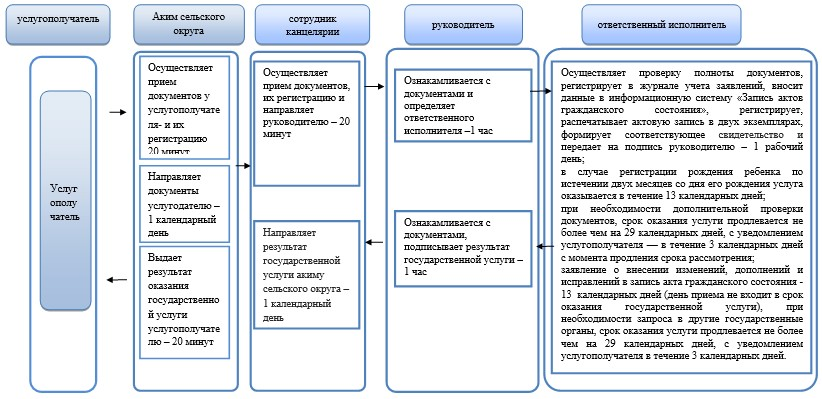 услугополучатель
Аким сельского
округа
сотрудник
канцелярии
руководитель
ответственный исполнитель
Услуг
ополу
чатель
Осуществляет
прием
документов у
услугополучате
ля- и их
регистрацию
20 минут
Направляет
документы
услугодателю –
1 календарный
день
Выдает
результат
оказания
государственно
й услуги
услугополучате
лю – 20 минут
Осуществляет
прием документов,
их регистрацию и
направляет
руководителю – 20
минут
Направляет
результат
государственной
услуги акиму
сельского округа –
1 календарный
день
Ознакамливается с
документами и
определяет
ответственного
исполнителя –1 час
Ознакамливается с
документами,
подписывает результат
государственной услуги –
1 час
Осуществляет проверку полноты документов,
регистрирует в журнале учета заявлений, вносит
данные в информационную систему «Запись актов
гражданского состояния», регистрирует,
распечатывает актовую запись в двух экземплярах,
формирует соответствующее свидетельство и
передает на подпись руководителю – 1 рабочий
день;
в случае регистрации рождения ребенка по
истечении двух месяцев со дня его рождения услуга
оказывается в течение 13 календарных дней;
при необходимости дополнительной проверки
документов, срок оказания услуги продлевается не
более чем на 29 календарных дней, с уведомлением
услугополучателя — в течение 3 календарных дней
с момента продления срока рассмотрения;
заявление о внесении изменений, дополнений и
исправлений в запись акта гражданского состояния -
13 календарных дней (день приема не входит в срок
оказания государственной услуги), при
необходимости запроса в другие государственные
органы, срок оказания услуги продлевается не более
чем на 29 календарных дней, с уведомлением
услугополучателя в течение 3 календарных дней.